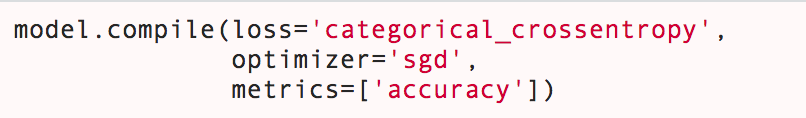 model.compile(loss='categorical_crossentropy',
              optimizer='sgd',
              metrics=['accuracy'])